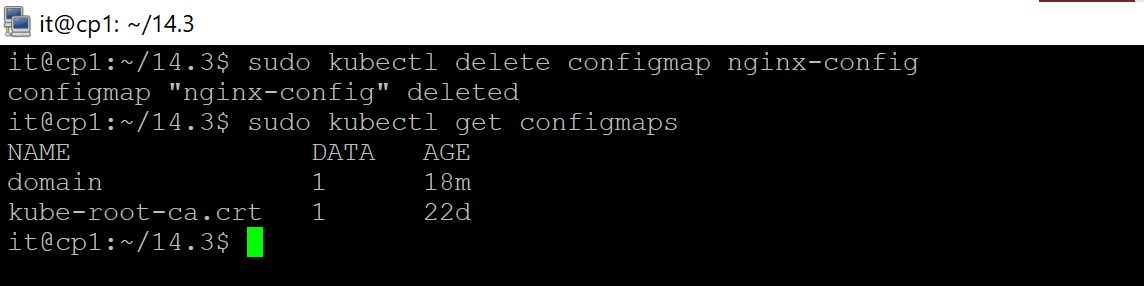 it@cp1: ~/14.3
it@cp1:~/14.3$ sudo kubectl delete configmap nginx-config
configmap "nginx-config" deleted
it@cp1:~/14.3$ sudo kubectl get configmaps
NAME               DATA   AGE
domain             1      18m
kube-root-ca.crt   1      22d
it@cp1:~/14.3$